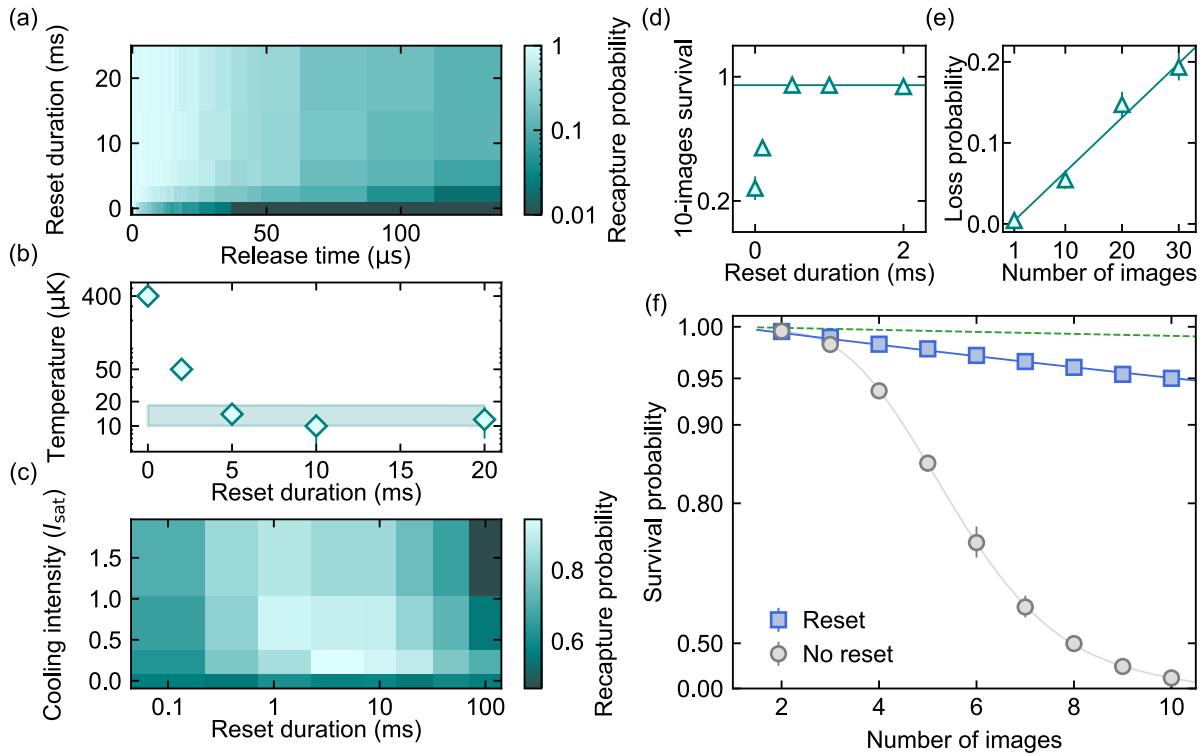 (a)
Reset duration (ms)
20
10
0
50
100
Release time (µs)
1
0.1
0.01
Recapture probability
(b)
Temperature (µK)
400
50
20
10
0
5
10
15
20
Reset duration (ms)
(c)
Cooling intensity (Isat)
1.5
1.0
0.5
0.0
0.1
1
10
100
Reset duration (ms)
0.8
0.6
Recapture probability
(d)
10-images survival
1
0.2
0
2
Reset duration (ms)
(e)
Loss probability
0.2
0.1
0.0
1
10
20
30
Number of images
(f)
Survival probability
1.00
0.95
0.90
0.80
0.50
0.00
Reset
No reset
2
4
6
8
10
Number of images